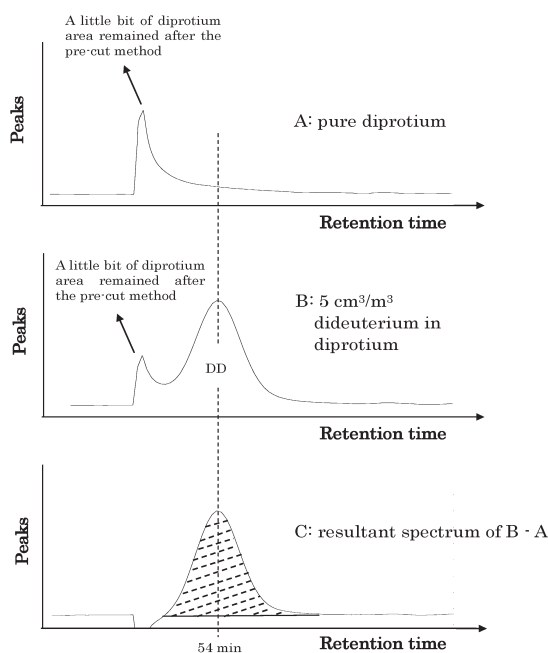 A little bit of diprotium
area remained after the
pre-cut method
Peaks
A: pure diprotium
Retention time
A little bit of diprotium
area remained after
the pre-cut method
Peaks
B: 5 cm³/m³
dideuterium in
diprotium
DD
Retention time
Peaks
C: resultant spectrum of B - A
54 min
Retention time